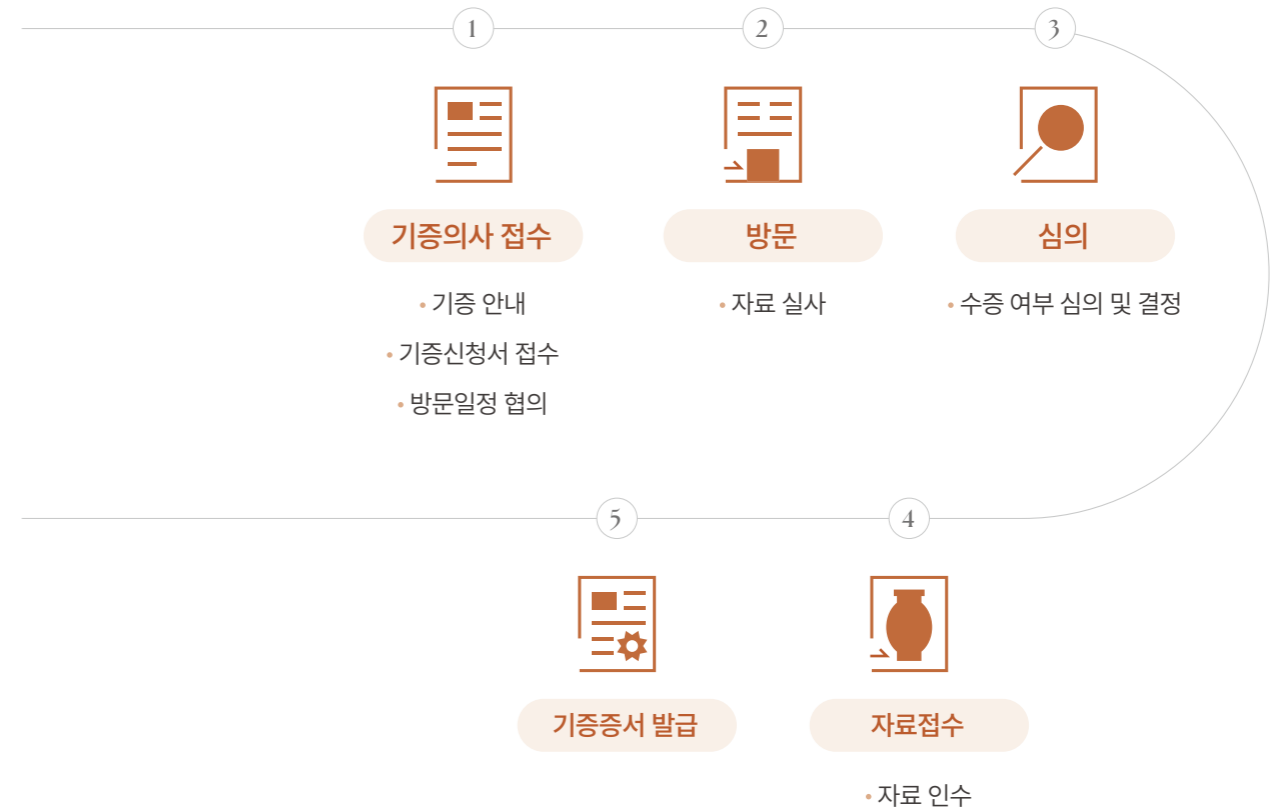 1
2
3
기증의사 접수
방문
심의
• 기증 안내
• 기증신청서 접수
• 방문일정 협의
• 자료 실사
• 수증 여부 심의 및 결정
4
5
자료접수
• 자료 인수
기증증서 발급